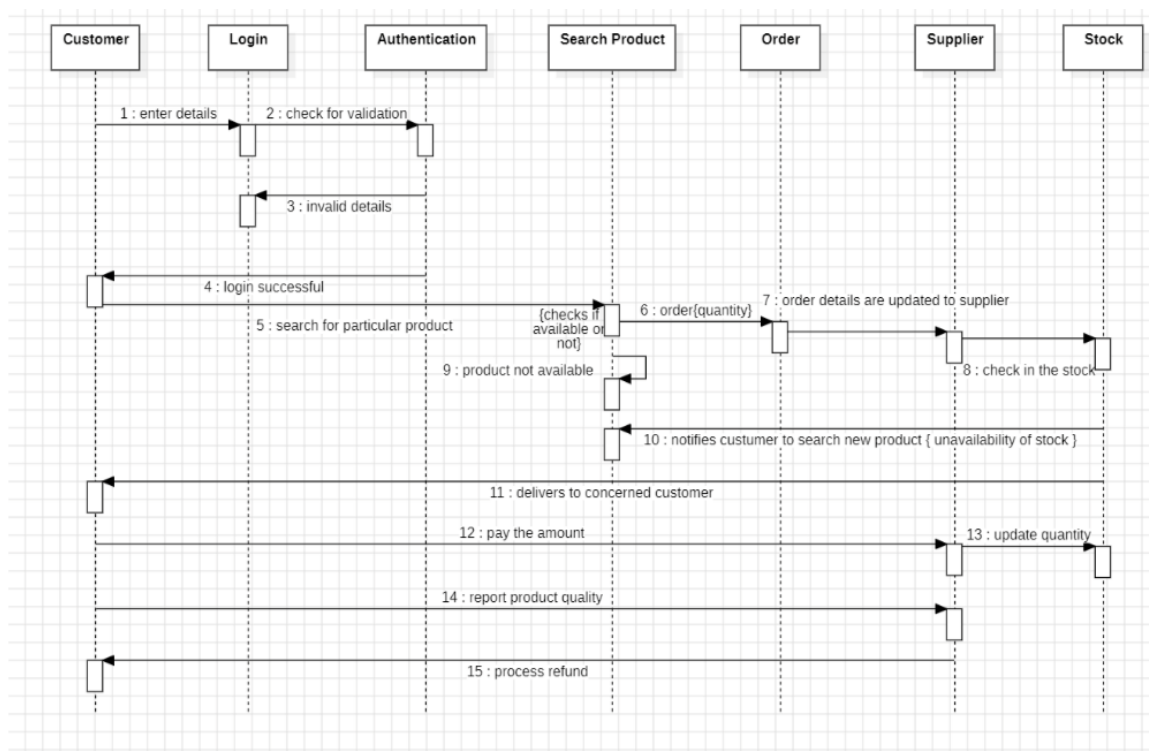 Customer
Login
Authentication
Search Product
Order
Supplier
Stock
1 : enter details
2 : check for validation
3 : invalid details
4 : login successful
5 : search for particular product
{checks if
available or
not}
6 : order{quantity}
7 : order details are updated to supplier
8 : check in the stock
9 : product not available
10 : notifies custumer to search new product { unavailability of stock }
11 : delivers to concerned customer
12 : pay the amount
13 : update quantity
14 : report product quality
15 : process refund